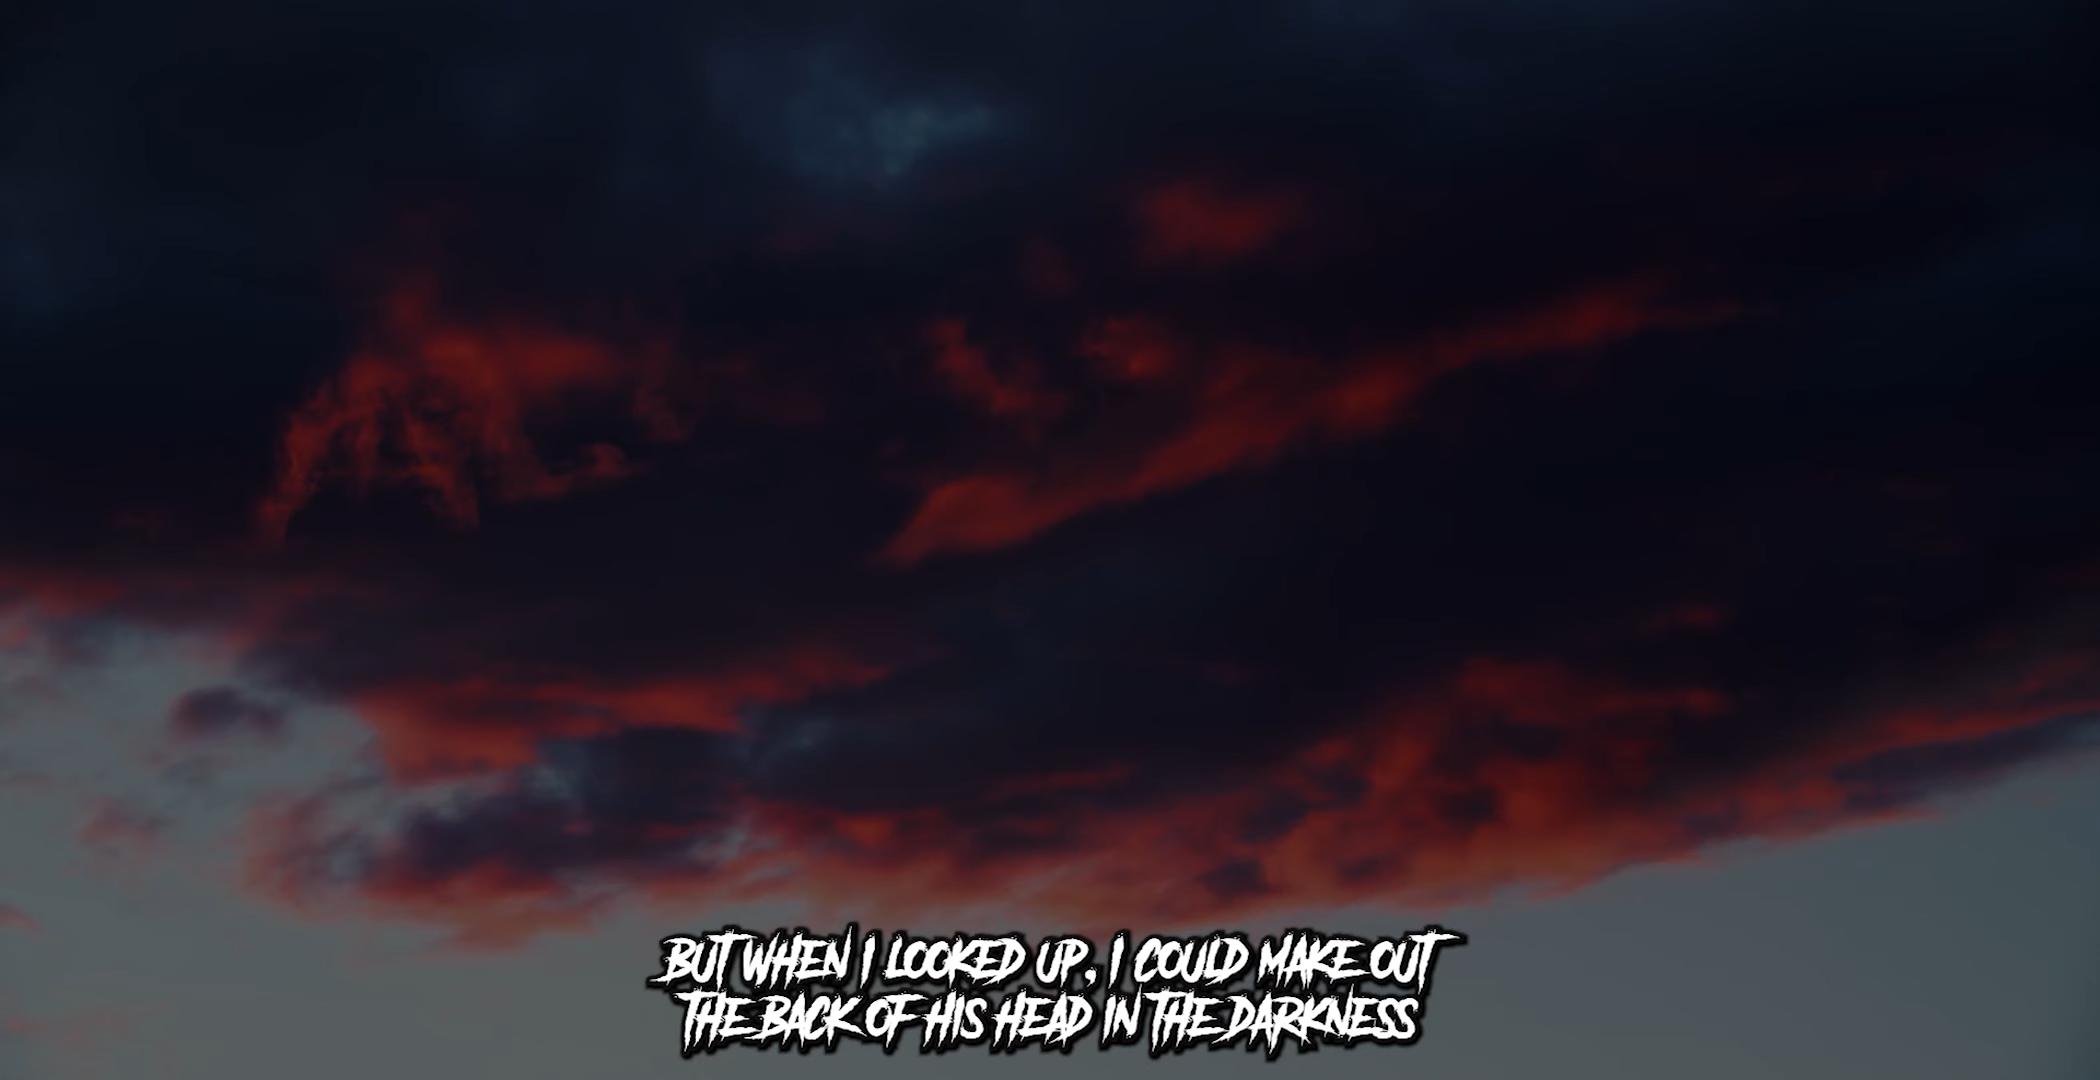 BUT WHEN I LOOKED UP, I COULD MAKE OUT
THE BACK OF HIS HEAD IN THE DARKNESS